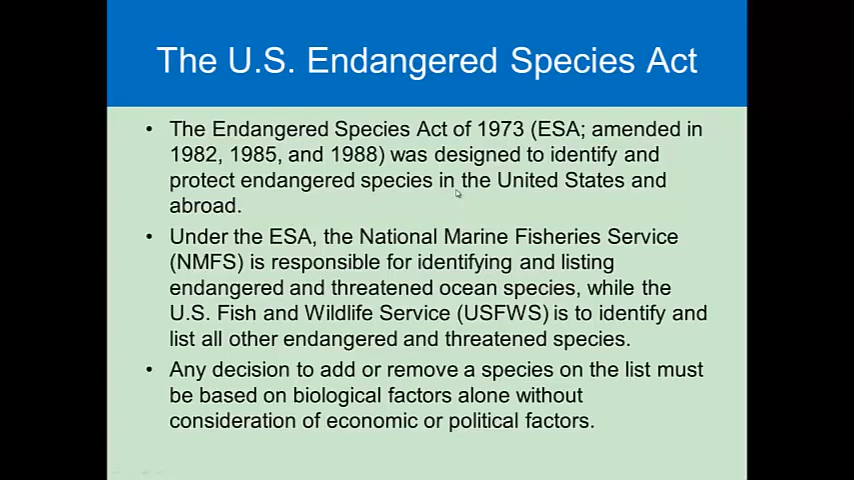 The U.S. Endangered Species Act
• The Endangered Species Act of 1973 (ESA; amended in
1982, 1985, and 1988) was designed to identify and
protect endangered species in the United States and
abroad.
• Under the ESA, the National Marine Fisheries Service
(NMFS) is responsible for identifying and listing
endangered and threatened ocean species, while the
U.S. Fish and Wildlife Service (USFWS) is to identify and
list all other endangered and threatened species.
• Any decision to add or remove a species on the list must
be based on biological factors alone without
consideration of economic or political factors.